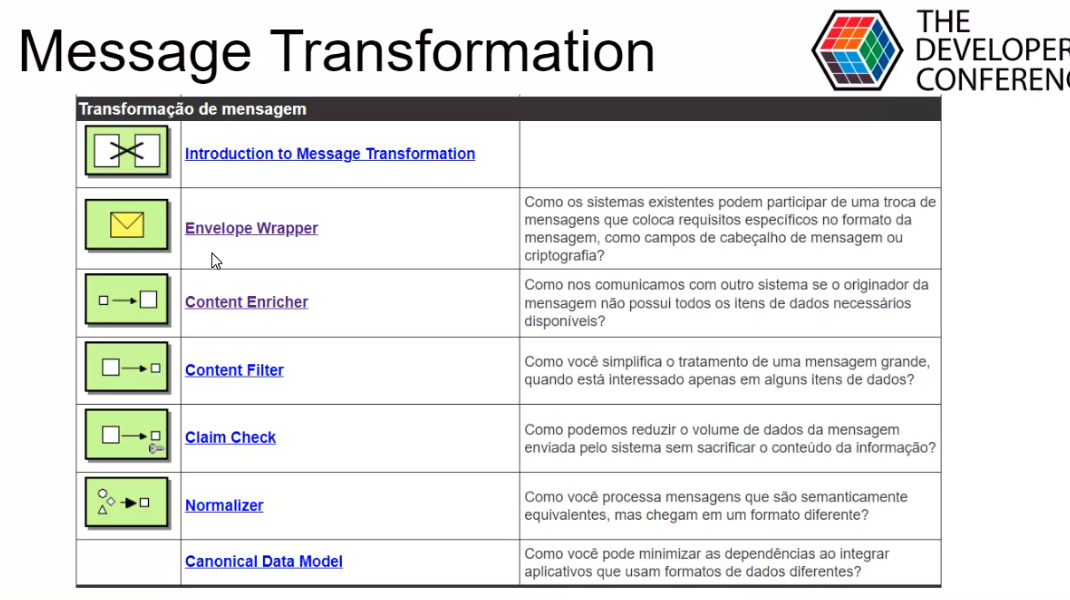 Message Transformation
THE
DEVELOPER
CONFERENC
Transformação de mensagem
Introduction to Message Transformation
Envelope Wrapper
Como os sistemas existentes podem participar de uma troca de
mensagens que coloca requisitos específicos no formato da
mensagem, como campos de cabeçalho de mensagem ou
criptografia?
Content Enricher
Como nos comunicamos com outro sistema se o originador da
mensagem não possui todos os itens de dados necessários
disponíveis?
Content Filter
Como você simplifica o tratamento de uma mensagem grande,
quando está interessado apenas em alguns itens de dados?
Claim Check
Como podemos reduzir o volume de dados da mensagem
enviada pelo sistema sem sacrificar o conteúdo da informação?
Normalizer
Como você processa mensagens que são semanticamente
equivalentes, mas chegam em um formato diferente?
Canonical Data Model
Como você pode minimizar as dependências ao integrar
aplicativos que usam formatos de dados diferentes?